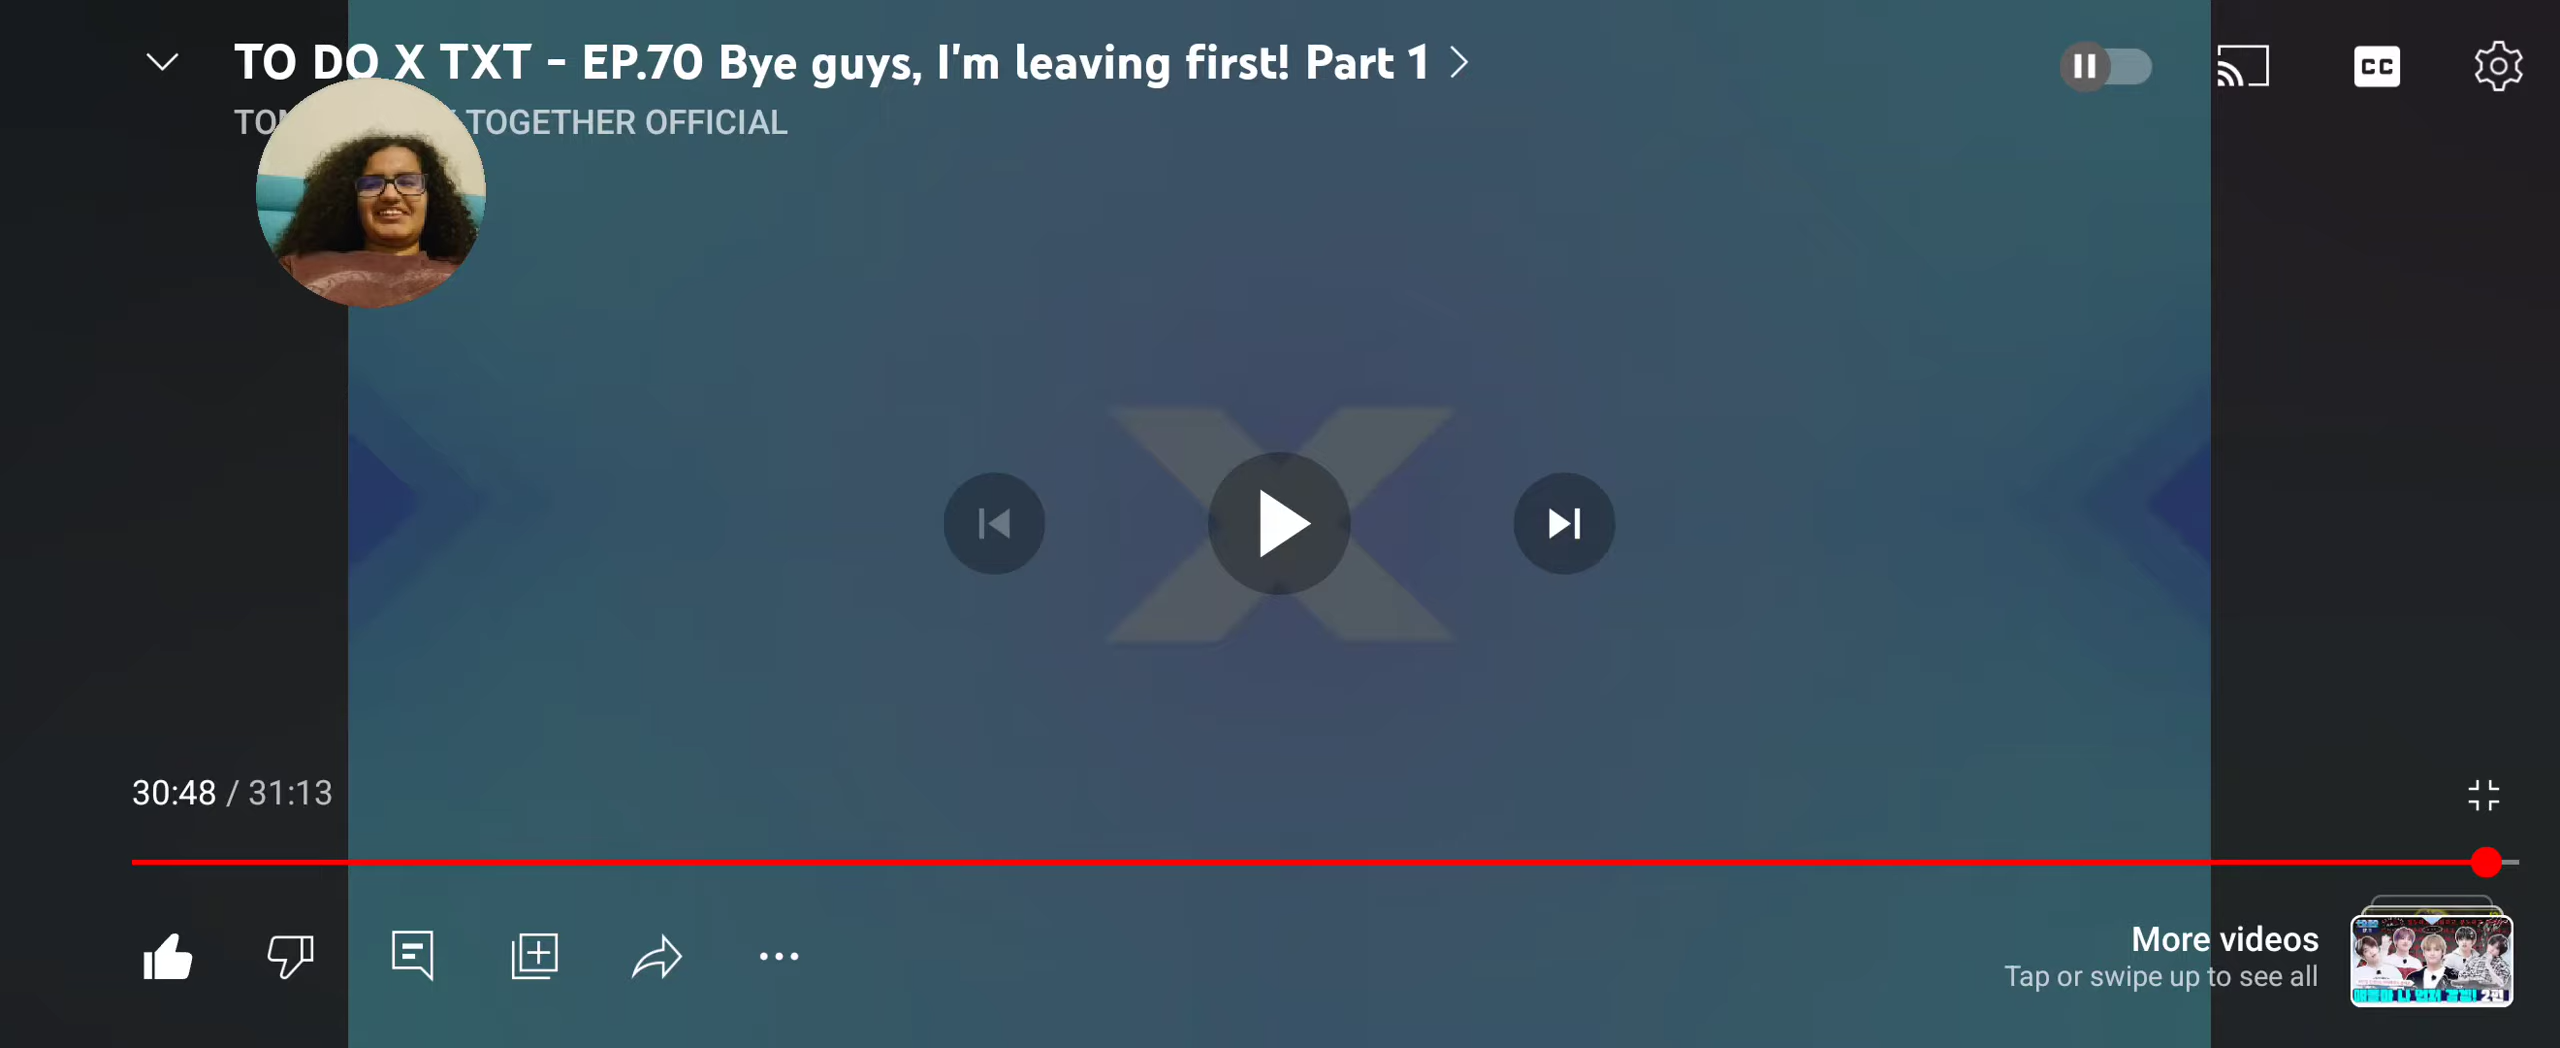 TO DO X TXT - EP.70 Bye guys, I'm leaving first! Part 1
TOGETHER OFFICIAL
CC
X
30:48 / 31:13
More videos
Tap or swipe up to see all